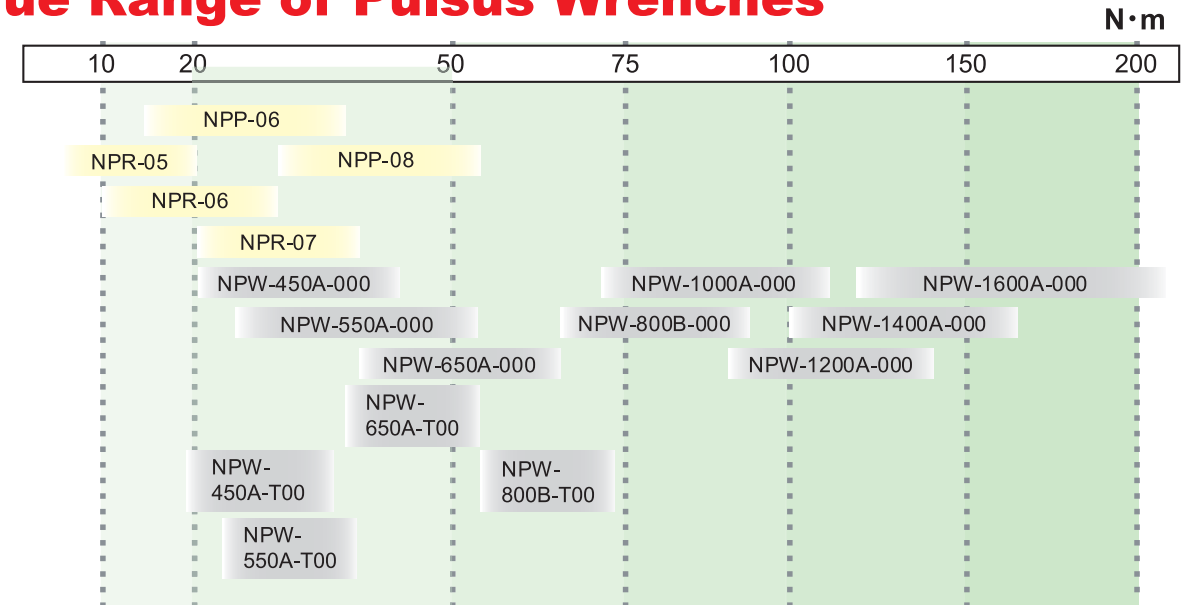 Range of Pulsus Wrenches
N·m
10 20 50 75 100 150 200
NPP-06
NPR-05
NPP-08
NPR-06
NPR-07
NPW-450A-000
NPW-1000A-000
NPW-1600A-000
NPW-550A-000
NPW-800B-000
NPW-1400A-000
NPW-650A-000
NPW-1200A-000
NPW-
650A-T00
NPW-
450A-T00
NPW-
800B-T00
NPW-
550A-T00